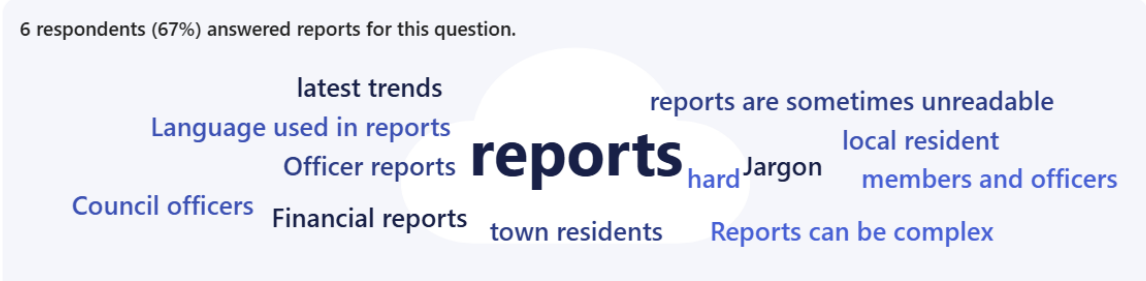 6 respondents (67%) answered reports for this question.
latest trends
reports are sometimes unreadable
Language used in reports
local resident
Officer reports
reports
hard
Jargon
members and officers
Council officers
Financial reports
town residents
Reports can be complex